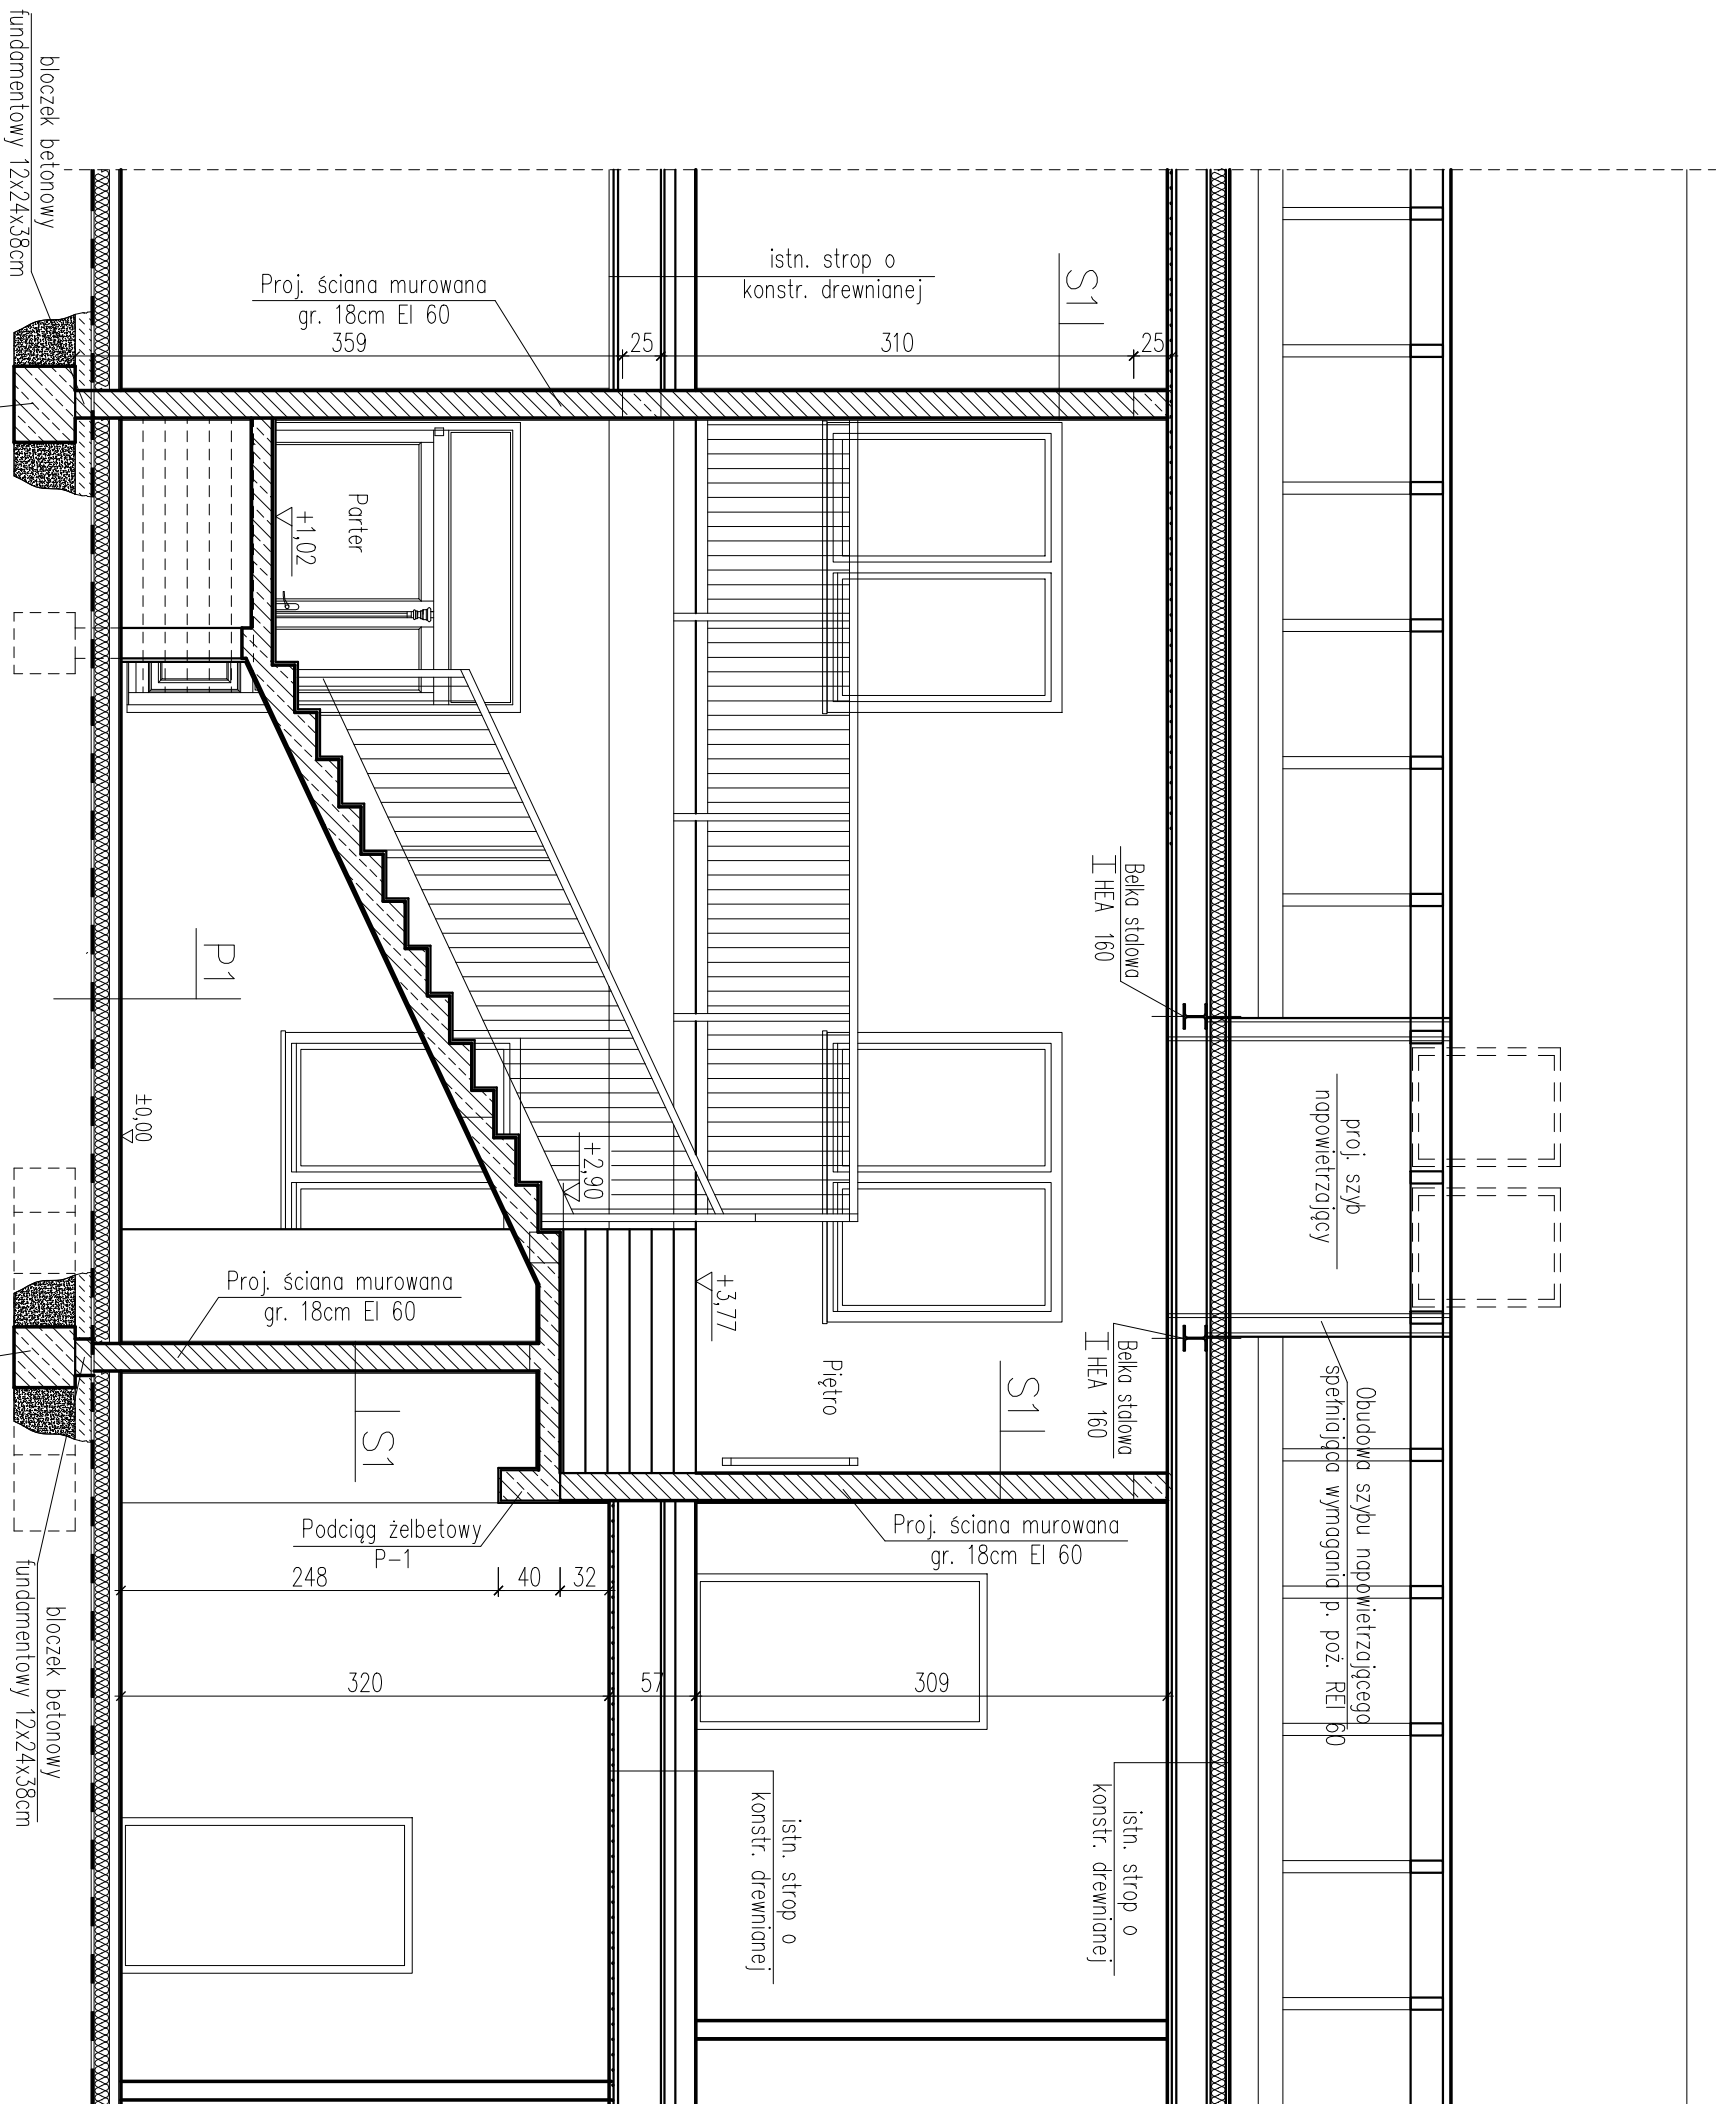 bloczek betonowy
fundamentowy 12x24x38cm
Proj. ściana murowana
gr. 18cm EI 60
istn. strop o
konstr. drewnianej
S1
359
25
310
25
Parter
+1,02
Belka stalowa
HEA 160
P1
±0,00
+2,90
+3,77
proj. szyb
napowietrzający
Proj. ściana murowana
gr. 18cm EI 60
S1
Piętro
S1
Belka stalowa
HEA 160
Obudowa szybu napowietrzającego
spełniająca wymagania p. poż. REI 60
Podciąg żelbetowy
P-1
Proj. ściana murowana
gr. 18cm EI 60
248
40
32
320
57
309
bloczek betonowy
fundamentowy 12x24x38cm
istn. strop o
konstr. drewnianej
istn. strop o
konstr. drewnianej